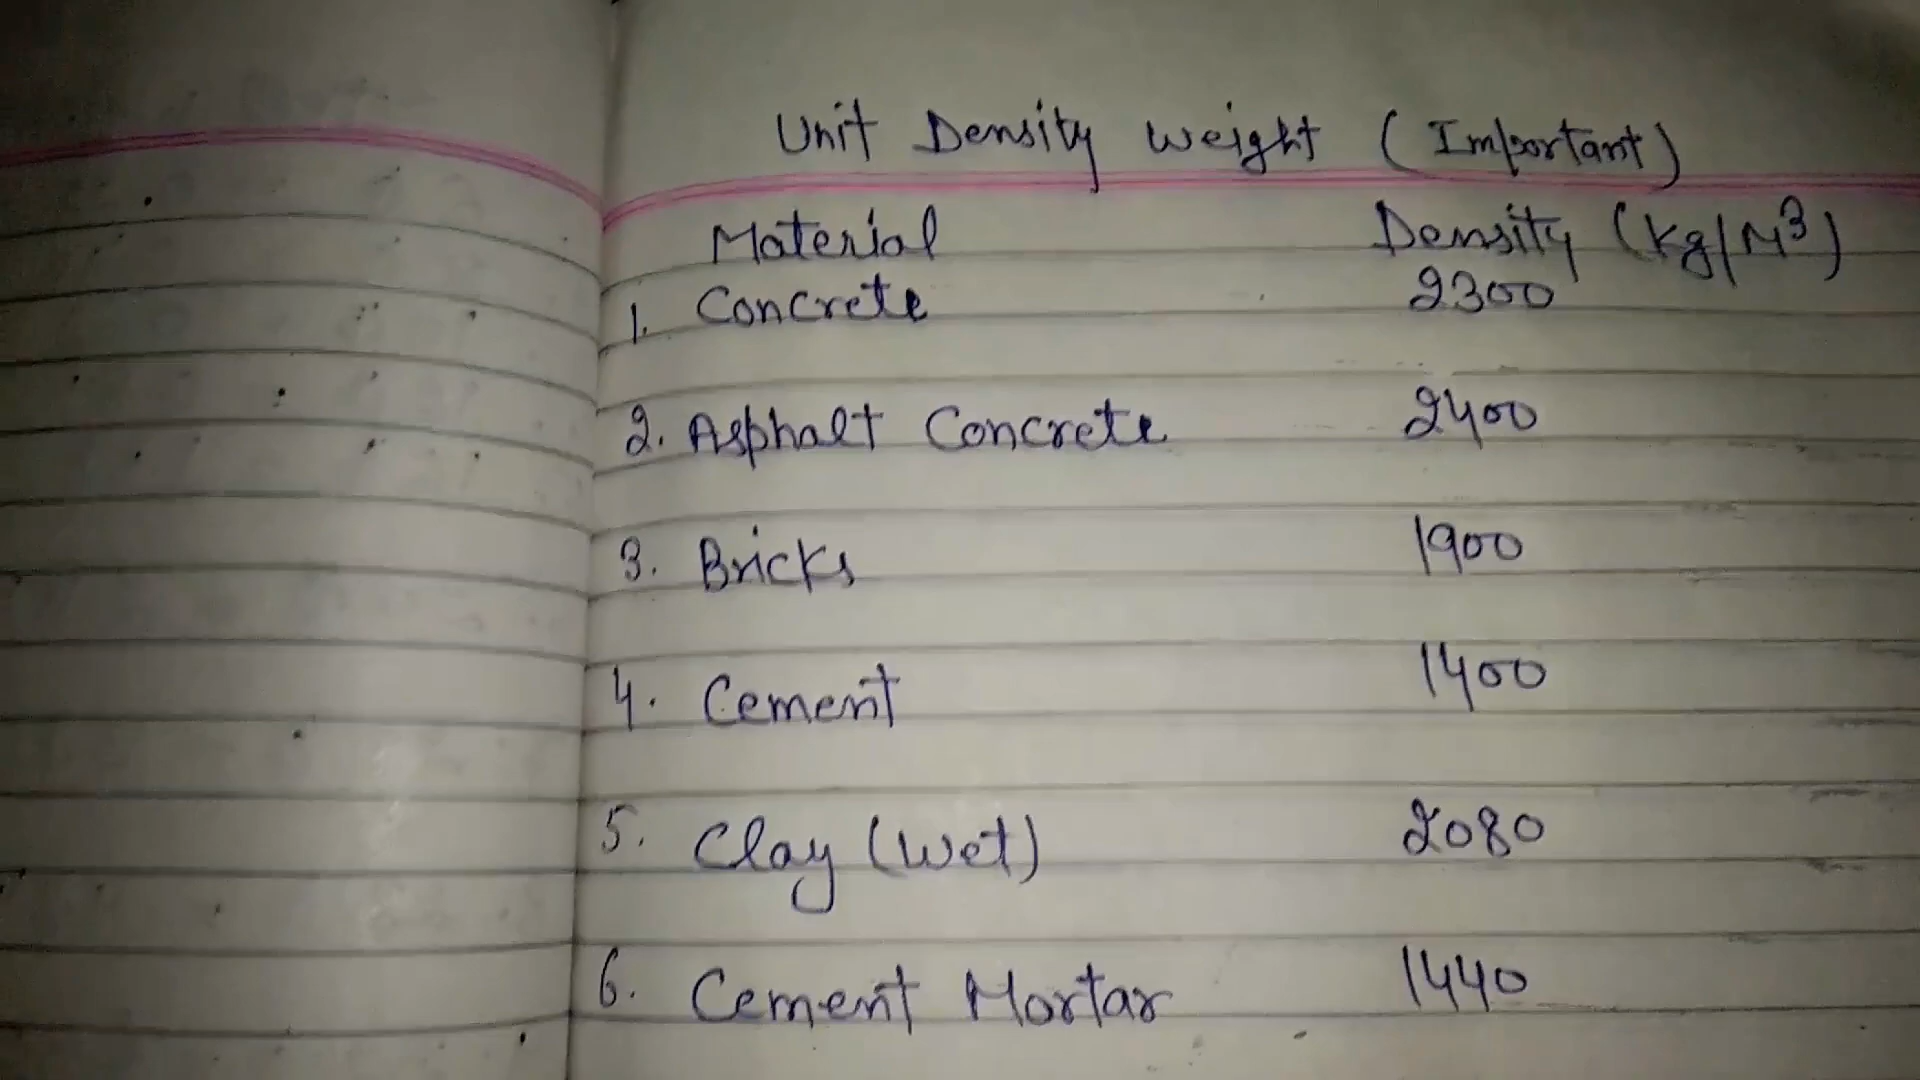 Unit Density Weight (Important)
Material Density (Kg/M³)
1. Concrete 2300
2. Asphalt Concrete 2400
3. Bricks 1900
4. Cement 1400
5. Clay (Wet) 2080
6. Cement Mortar 1440